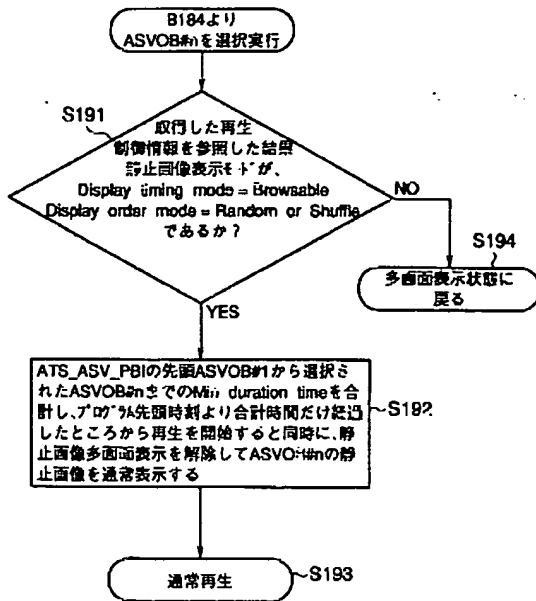 B184より
ASVOB#nを選択実行
S191
取得した再生
制御情報を参照した結果
静止画像表示モードが、
Display timing mode = Browsable
Display order mode = Random or Shuffle
であるか?
NO
S194
多画面表示状態に
戻る
YES
ATS_ASV_PBIの先頭ASVOB#1から選択さ
れたASVOB#nまでのMin duration timeを合
計し、プログラム先頭時刻より合計時間だけ経過
したところから再生を開始すると同時に、静
止画像多画面表示を解除してASVOB#nの静
止画像を通常表示する
S192
通常再生
S193